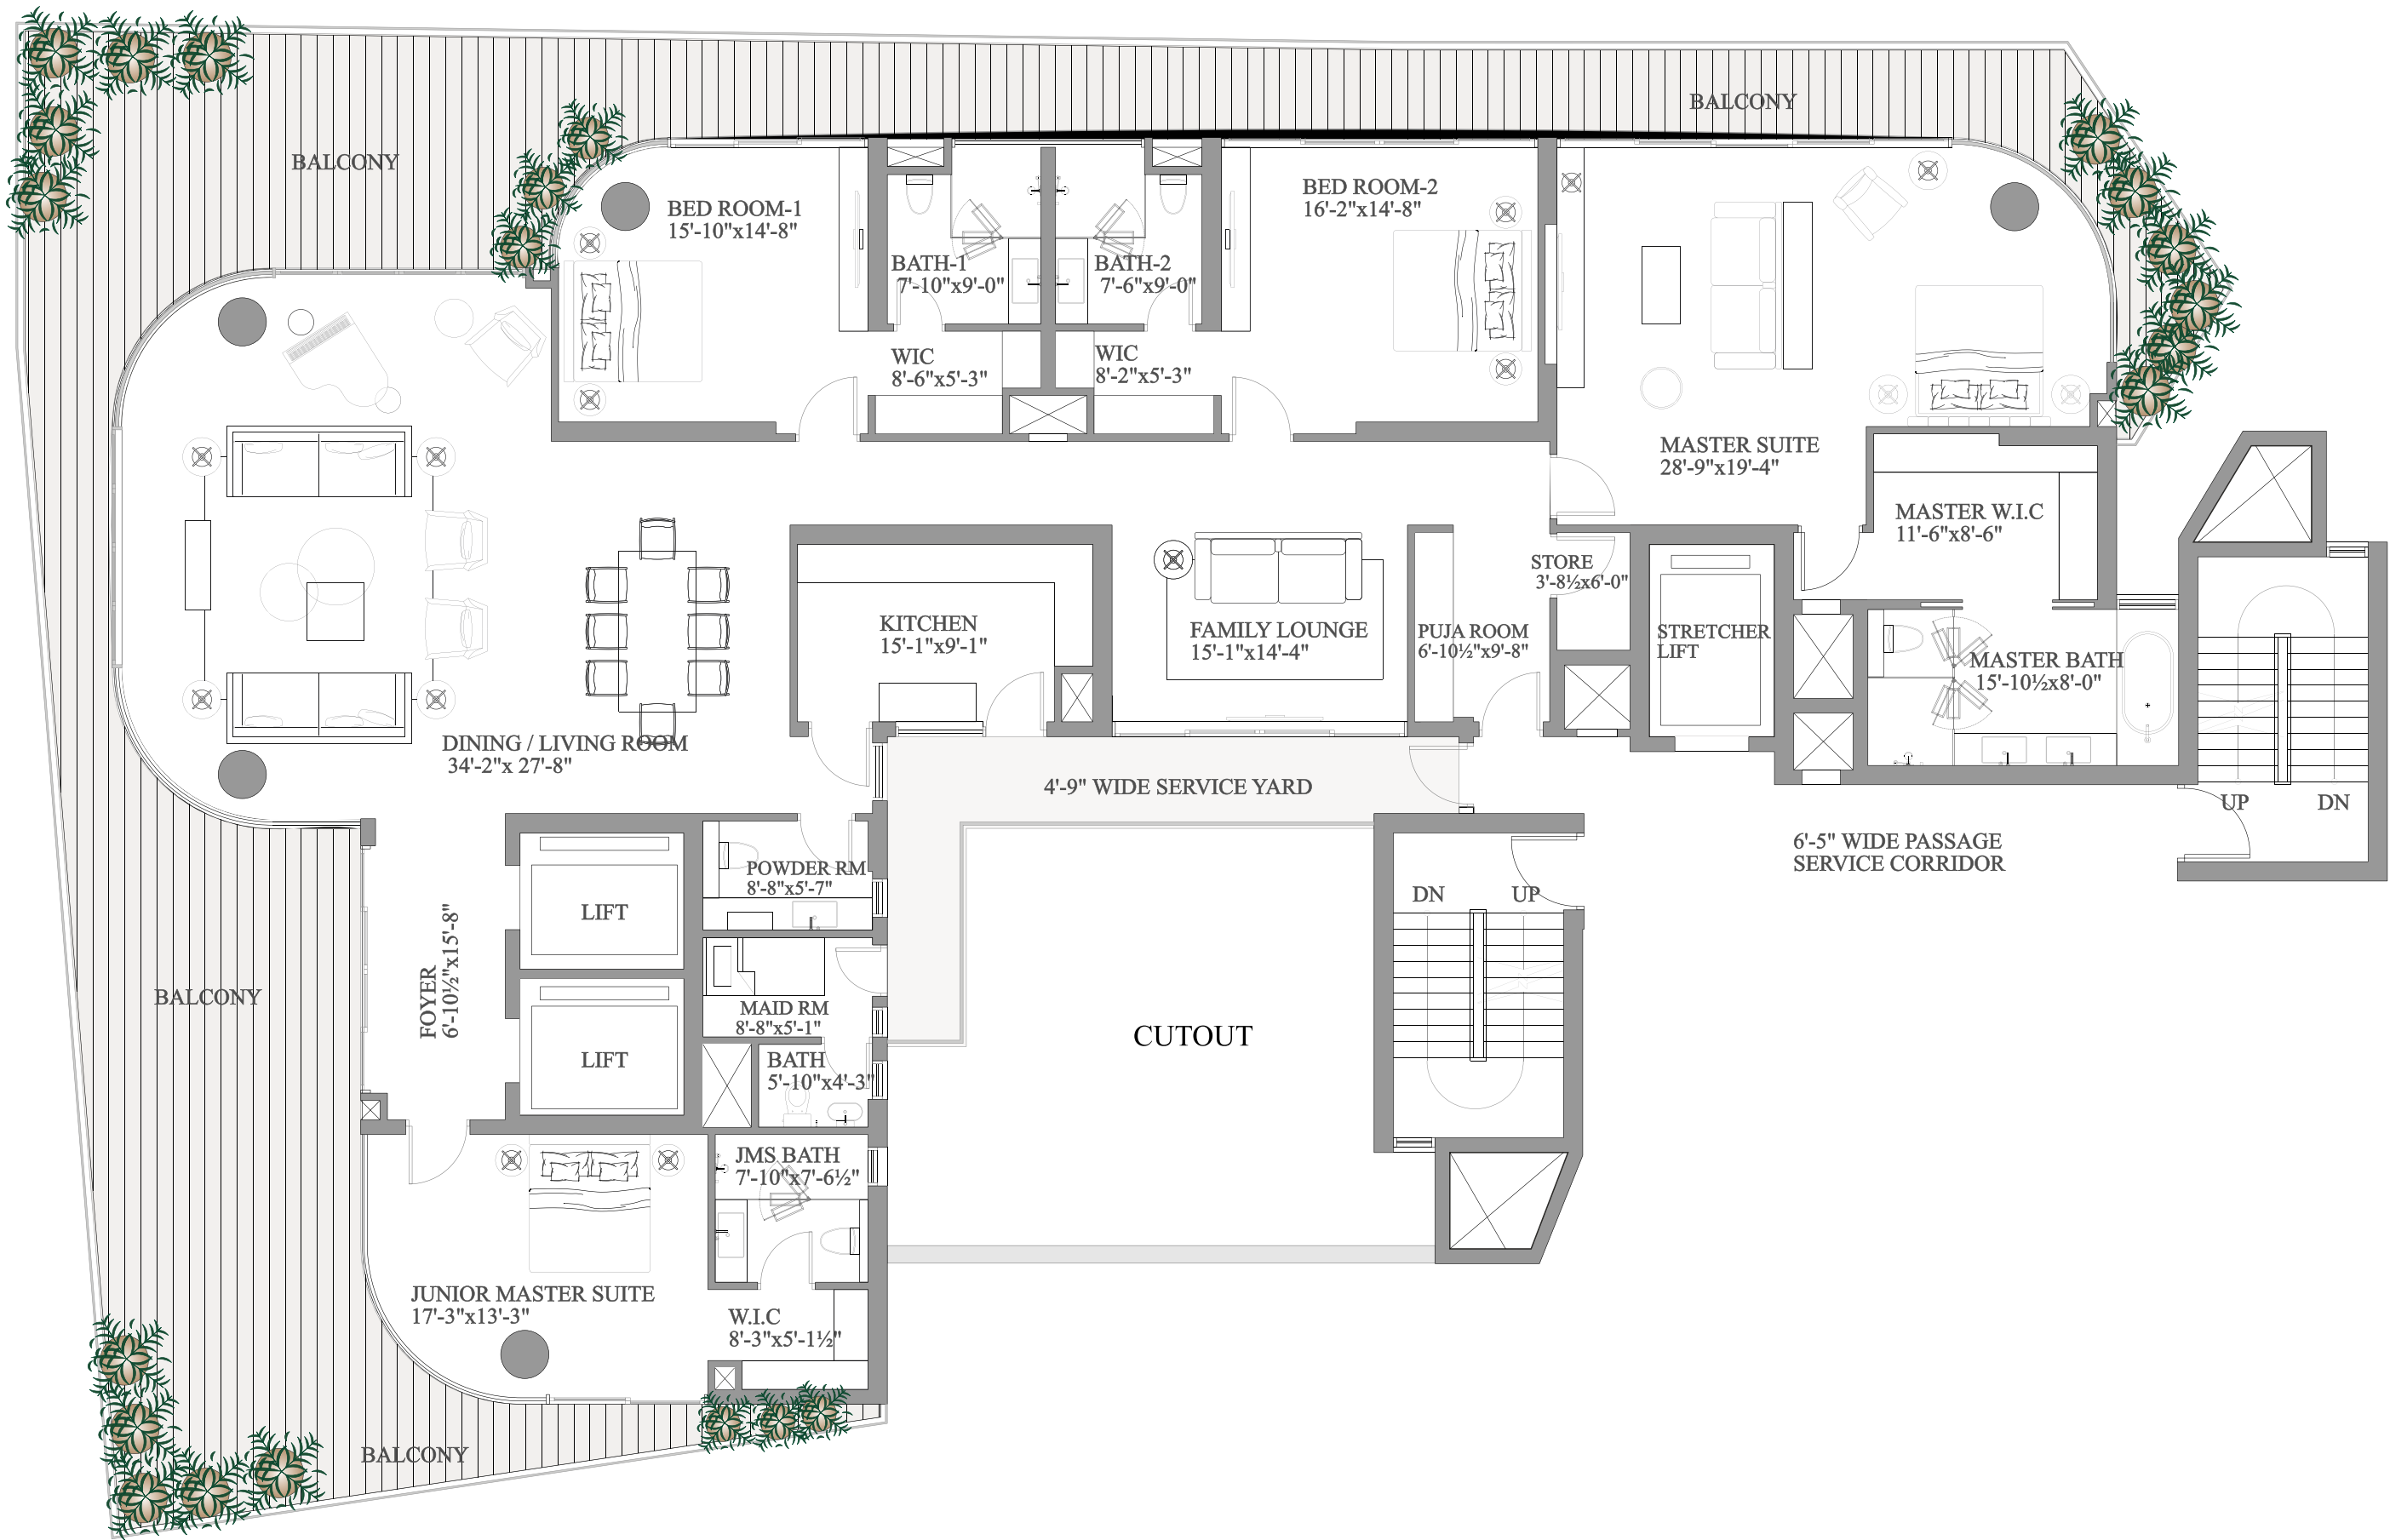 BALCONY
BALCONY
BED ROOM-1
15'-10"x14'-8"
BED ROOM-2
16'-2"x14'-8"
BATH-1
7'-10"x9'-0"
BATH-2
7'-6"x9'-0"
WIC
8'-6"x5'-3"
WIC
8'-2"x5'-3"
MASTER SUITE
28'-9"x19'-4"
MASTER W.I.C
11'-6"x8'-6"
STORE
3'-8½x6'-0"
KITCHEN
15'-1"x9'-1"
FAMILY LOUNGE
15'-1"x14'-4"
PUJA ROOM
6'-10½"x9'-8"
STRETCHER
LIFT
MASTER BATH
15'-10½x8'-0"
DINING / LIVING ROOM
34'-2"x 27'-8"
4'-9" WIDE SERVICE YARD
UP
DN
6'-5" WIDE PASSAGE
SERVICE CORRIDOR
POWDER RM
8'-8"x5'-7"
LIFT
DN
UP
FOYER
6'-10½"x15'-8"
BALCONY
MAID RM
8'-8"x5'-1"
CUTOUT
LIFT
BATH
5'-10"x4'-3"
JMS BATH
7'-10"x7'-6½"
JUNIOR MASTER SUITE
17'-3"x13'-3"
W.I.C
8'-3"x5'-1½"
BALCONY